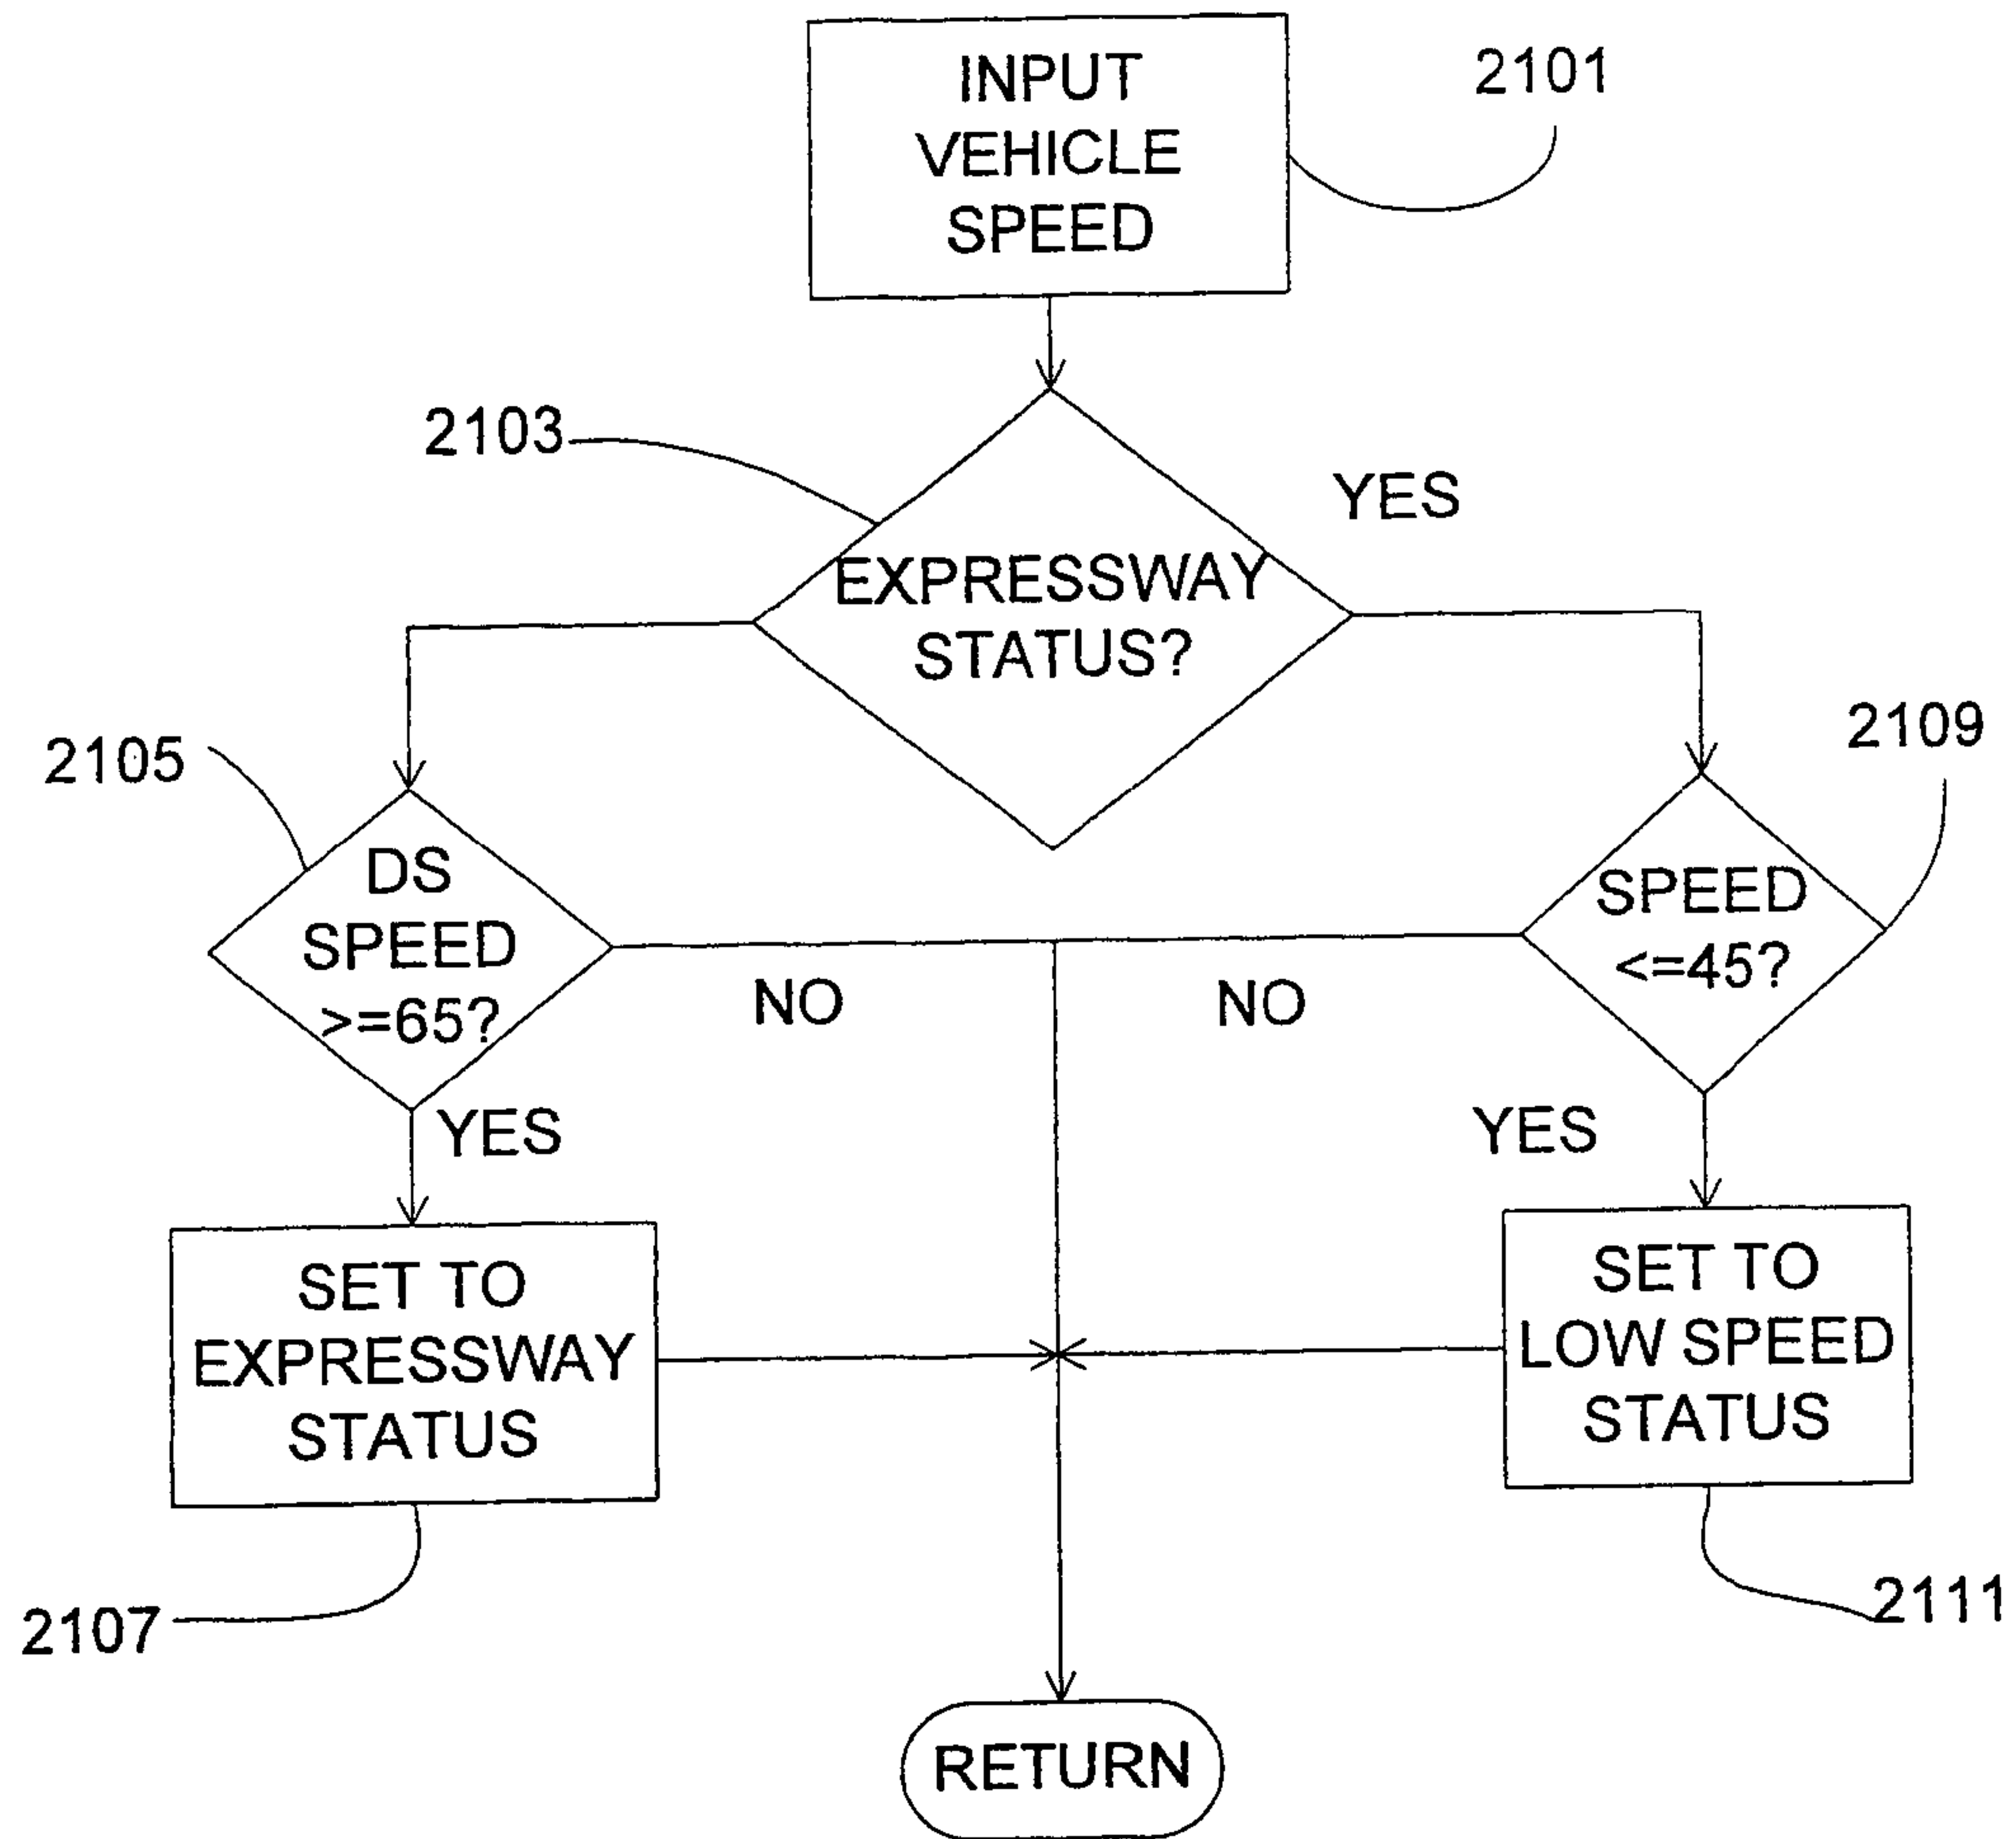 INPUT
VEHICLE
SPEED
2101
2103
YES
EXPRESSWAY
STATUS?
2105
2109
DS
SPEED
>=65?
SPEED
<=45?
NO
NO
YES
YES
SET TO
EXPRESSWAY
STATUS
SET TO
LOW SPEED
STATUS
2107
2111
RETURN